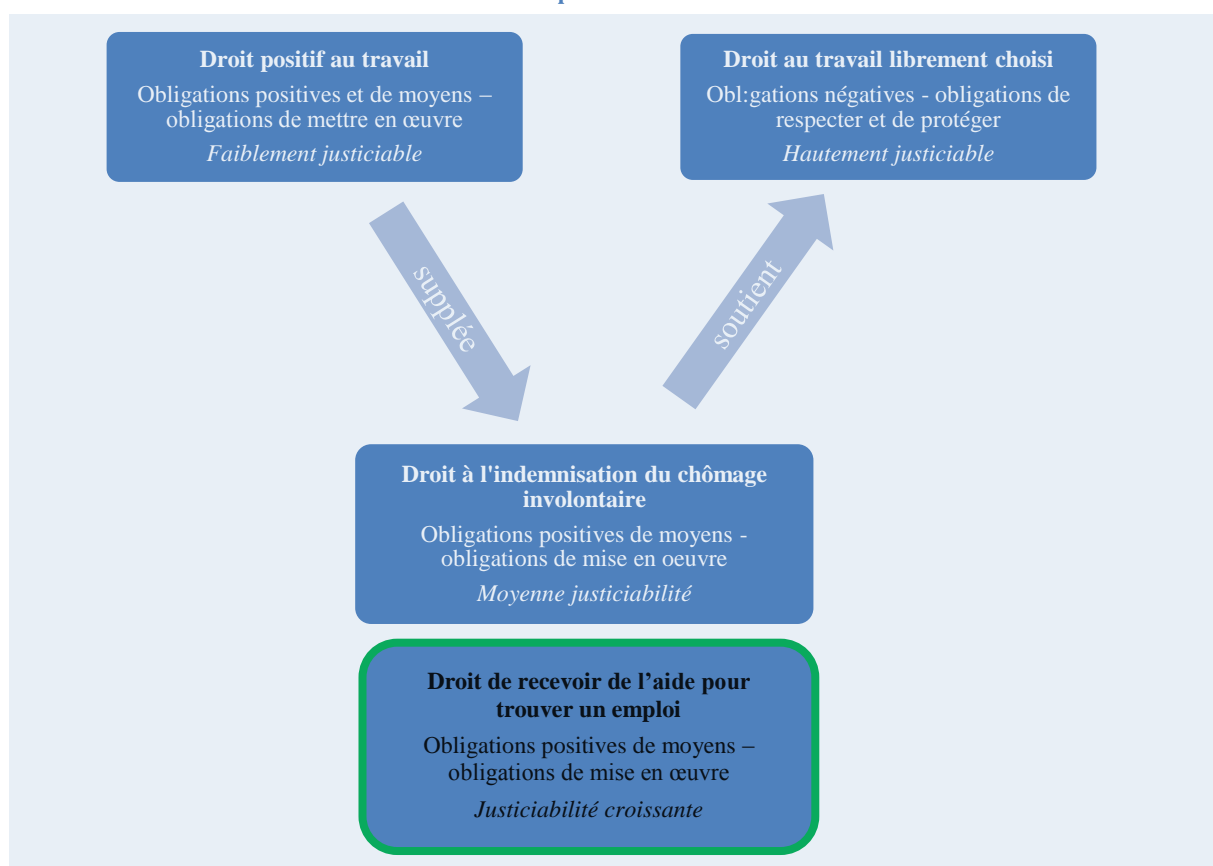 Droit positif au travail
Obligations positives et de moyens –
obligations de mettre en œuvre
Faiblement justiciable
Droit au travail librement choisi
Obl:gations négatives - obligations de
respecter et de protéger
Hautement justiciable
supplée
soutient
Droit à l'indemnisation du chômage
involontaire
Obligations positives de moyens -
obligations de mise en oeuvre
Moyenne justiciabilité
Droit de recevoir de l’aide pour
trouver un emploi
Obligations positives de moyens –
obligations de mise en œuvre
Justiciabilité croissante